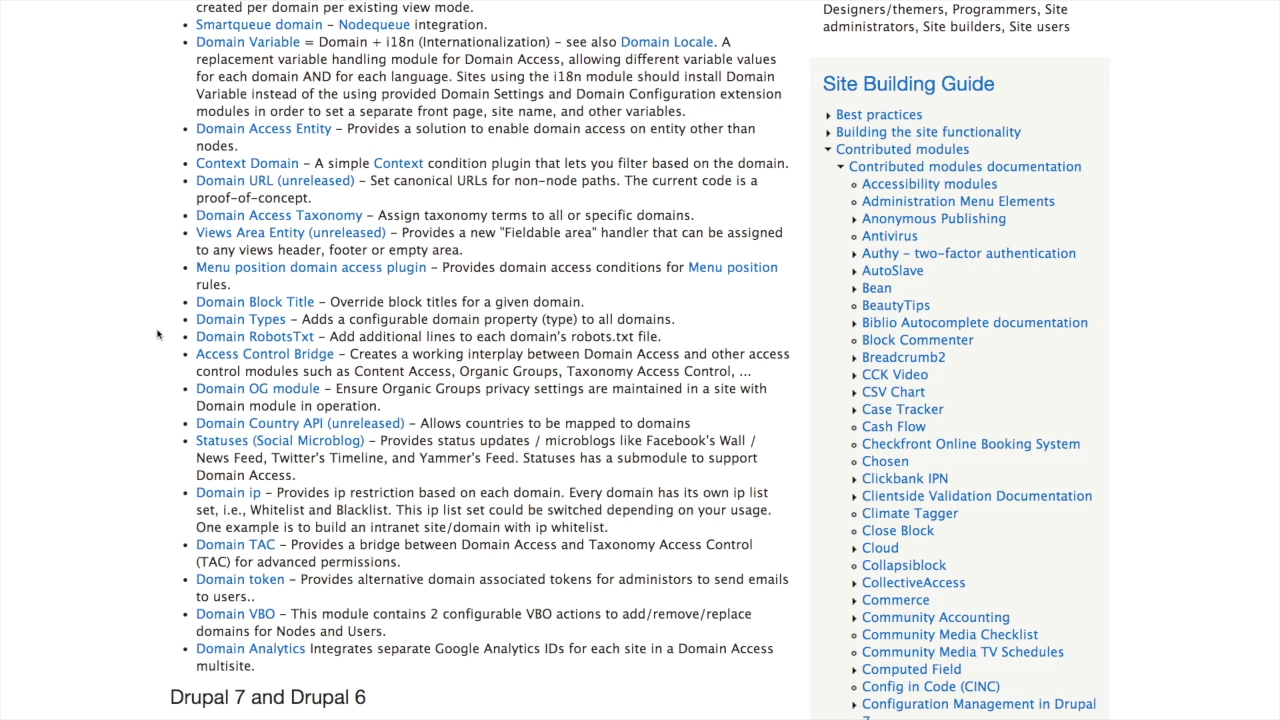 created per domain per existing view mode.
Smartqueue domain – Nodequeue integration.
Domain Variable = Domain + i18n (Internationalization) – see also Domain Locale. A
replacement variable handling module for Domain Access, allowing different variable values
for each domain AND for each language. Sites using the i18n module should install Domain
Variable instead of the using provided Domain Settings and Domain Configuration extension
modules in order to set a separate front page, site name, and other variables.
Domain Access Entity – Provides a solution to enable domain access on entity other than
nodes.
Context Domain – A simple Context condition plugin that lets you filter based on the domain.
Domain URL (unreleased) – Set canonical URLs for non-node paths. The current code is a
proof-of-concept.
Domain Access Taxonomy – Assign taxonomy terms to all or specific domains.
Views Area Entity (unreleased) – Provides a new "Fieldable area" handler that can be assigned
to any views header, footer or empty area.
Menu position domain access plugin – Provides domain access conditions for Menu position
rules.
Domain Block Title – Override block titles for a given domain.
Domain Types – Adds a configurable domain property (type) to all domains.
Domain RobotsTxt – Add additional lines to each domain's robots.txt file.
Access Control Bridge – Creates a working interplay between Domain Access and other access
control modules such as Content Access, Organic Groups, Taxonomy Access Control, ...
Domain OG module – Ensure Organic Groups privacy settings are maintained in a site with
Domain module in operation.
Domain Country API (unreleased) – Allows countries to be mapped to domains
Statuses (Social Microblog) – Provides status updates / microblogs like Facebook's Wall /
News Feed, Twitter's Timeline, and Yammer's Feed. Statuses has a submodule to support
Domain Access.
Domain ip – Provides ip restriction based on each domain. Every domain has its own ip list
set, i.e., Whitelist and Blacklist. This ip list set could be switched depending on your usage.
One example is to build an intranet site/domain with ip whitelist.
Domain TAC – Provides a bridge between Domain Access and Taxonomy Access Control
(TAC) for advanced permissions.
Domain token – Provides alternative domain associated tokens for administors to send emails
to users..
Domain VBO – This module contains 2 configurable VBO actions to add/remove/replace
domains for Nodes and Users.
Domain Analytics Integrates separate Google Analytics IDs for each site in a Domain Access
multisite.
Drupal 7 and Drupal 6
Designers/themers, Programmers, Site
administrators, Site builders, Site users
Site Building Guide
Best practices
Building the site functionality
Contributed modules
Contributed modules documentation
Accessibility modules
Administration Menu Elements
Anonymous Publishing
Antivirus
Authy – two-factor authentication
AutoSlave
Bean
BeautyTips
Biblio Autocomplete documentation
Block Commenter
Breadcrumb2
CCK Video
CSV Chart
Case Tracker
Cash Flow
Checkfront Online Booking System
Chosen
Clickbank IPN
Clientside Validation Documentation
Climate Tagger
Close Block
Cloud
Collapsiblock
CollectiveAccess
Commerce
Community Accounting
Community Media Checklist
Community Media TV Schedules
Computed Field
Config in Code (CINC)
Configuration Management in Drupal